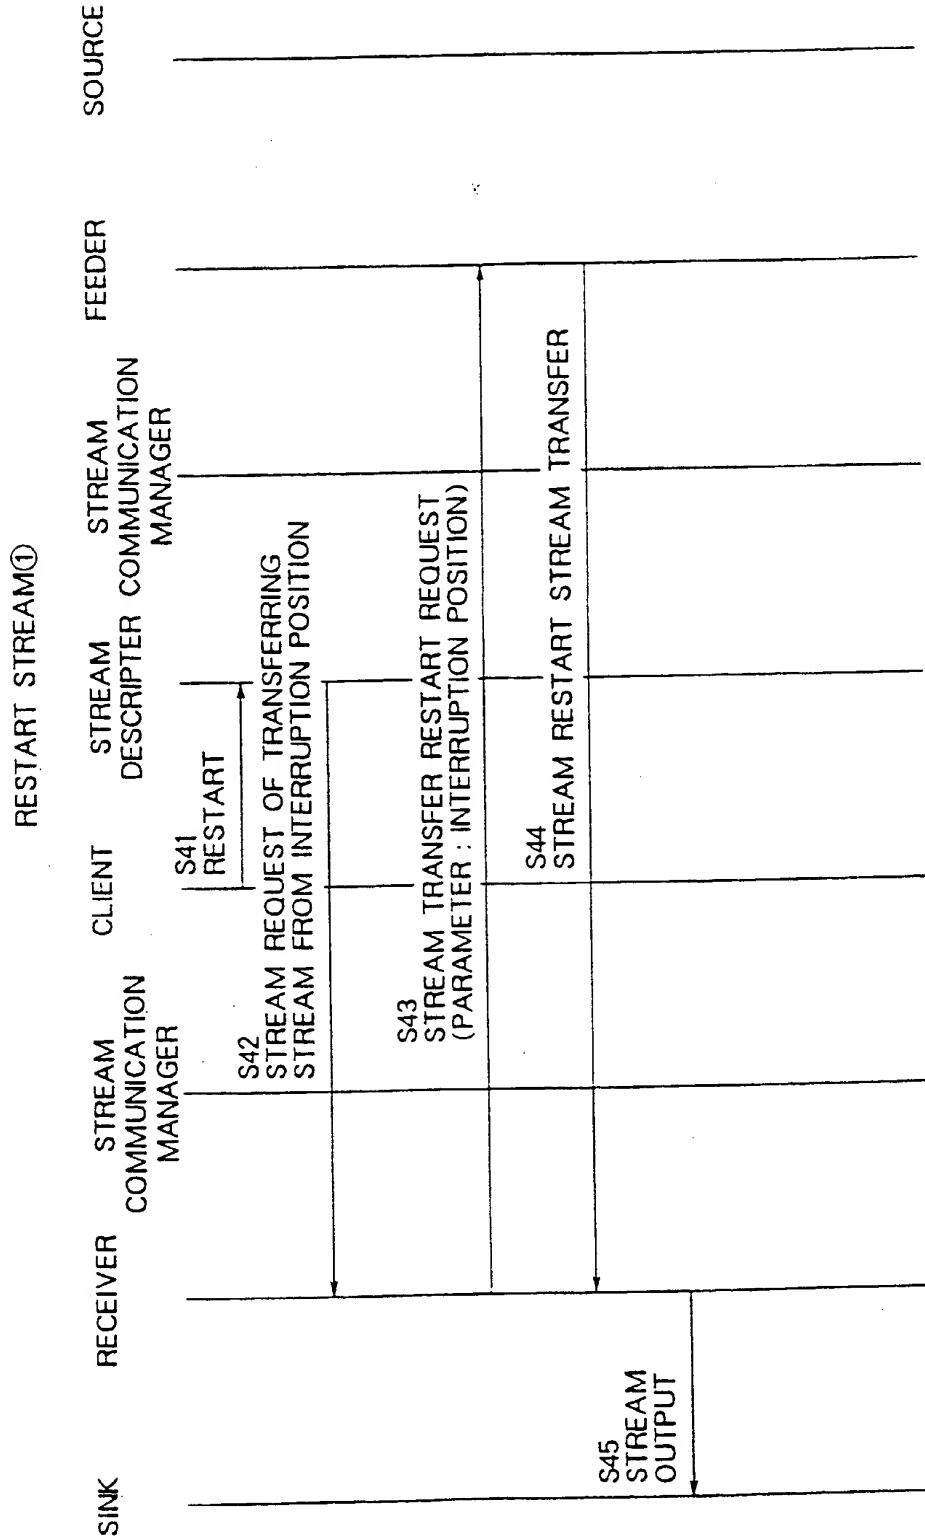 RESTART STREAM①
SINK
RECEIVER
STREAM
COMMUNICATION
MANAGER
CLIENT
STREAM
DESCRIPTER
STREAM
COMMUNICATION
MANAGER
FEEDER
SOURCE
S41
RESTART
S42
STREAM REQUEST OF TRANSFERRING
STREAM FROM INTERRUPTION POSITION
S43
STREAM TRANSFER RESTART REQUEST
(PARAMETER : INTERRUPTION POSITION)
S44
STREAM RESTART STREAM TRANSFER
S45
STREAM
OUTPUT